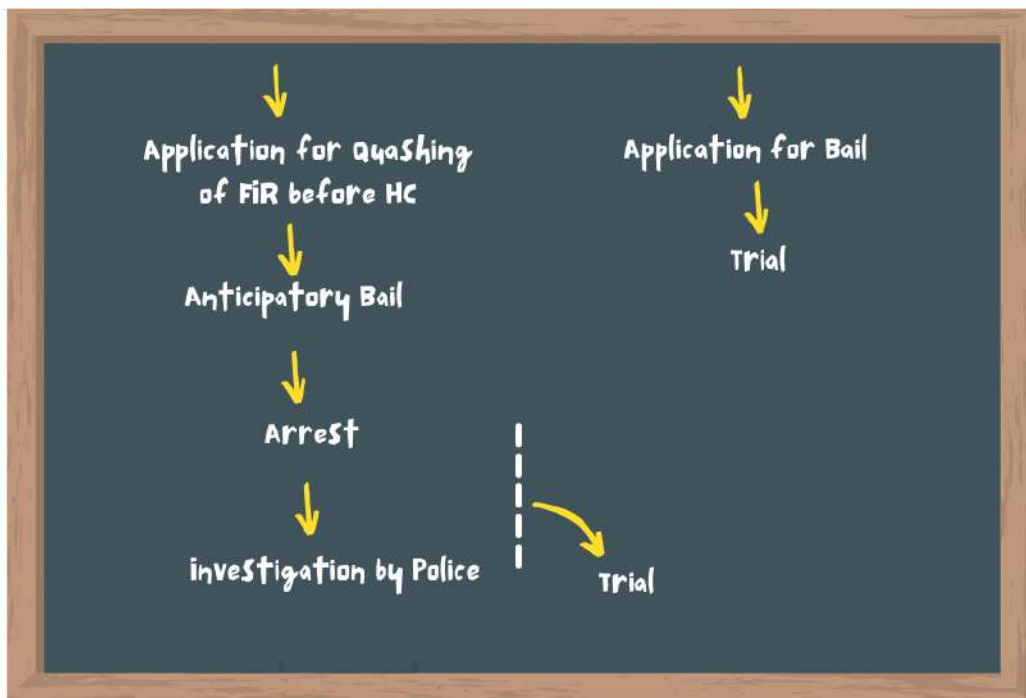 Application for Quashing
of FiR before HC
Anticipatory Bail
Arrest
investigation by Police
Application for Bail
Trial
Trial